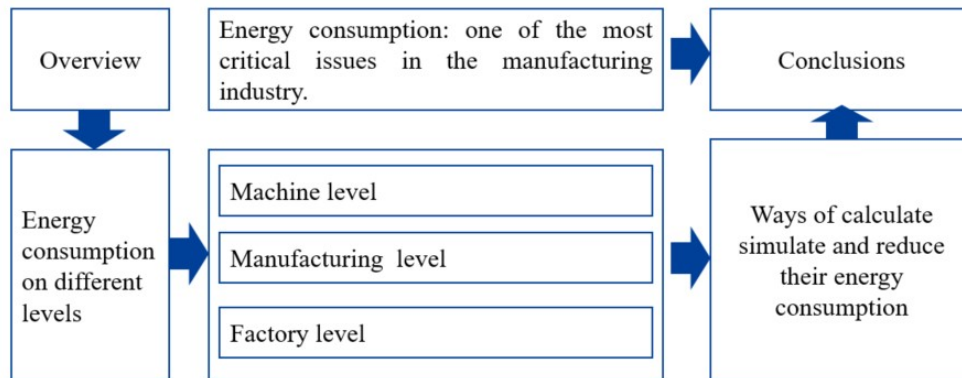 Overview
Energy consumption: one of the most
critical issues in the manufacturing
industry.
Conclusions
Energy
consumption
on different
levels
Machine level
Manufacturing level
Factory level
Ways of calculate
simulate and reduce
their energy
consumption